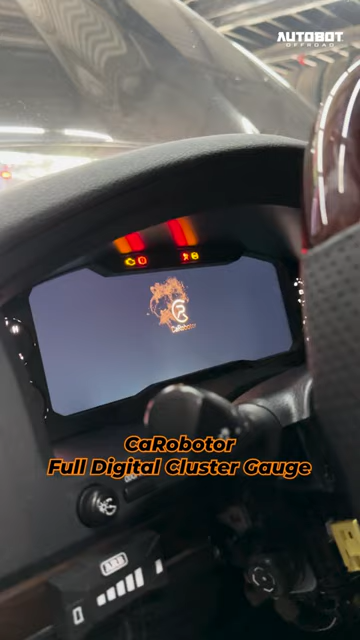 AUTOBOT
OFFROAD
CaRobotor
CaRobotor
Full Digital Cluster Gauge
ARB